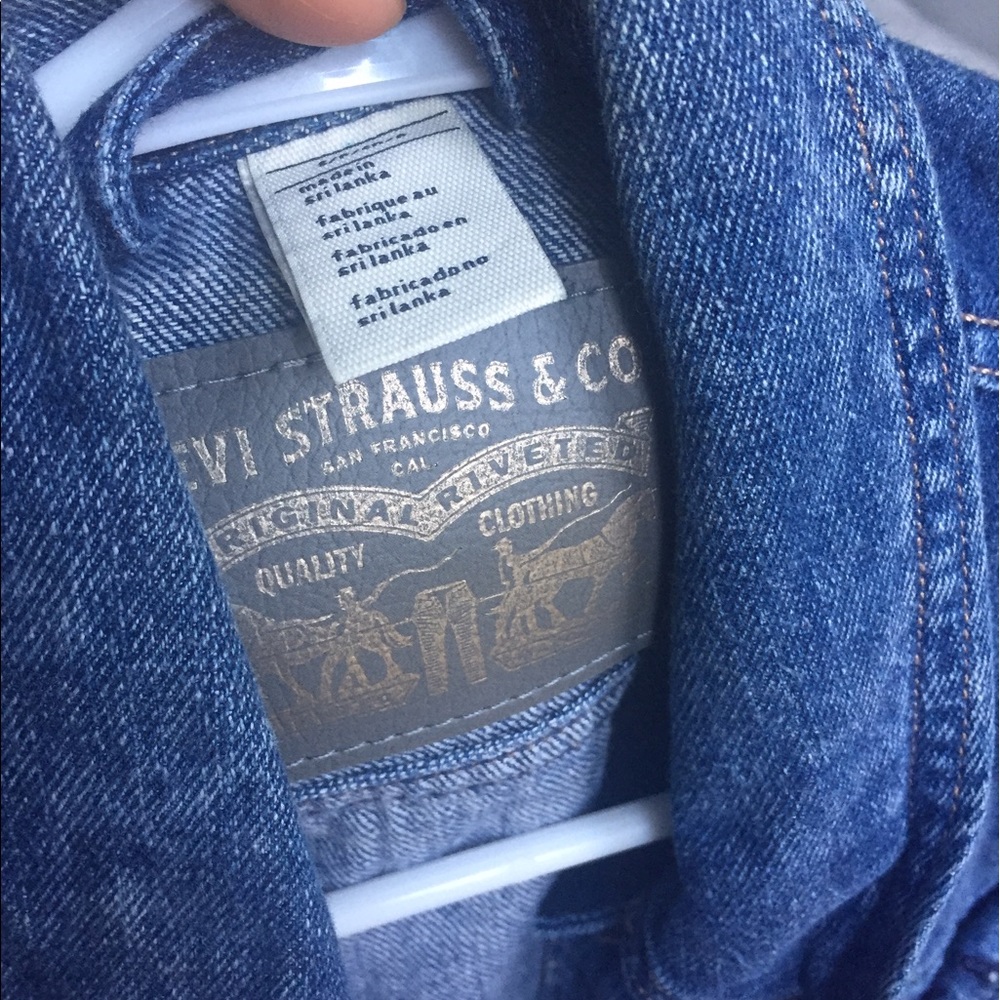 made in
sri lanka
fabrique au
sri lanka
fabricado en
sri lanka
fabricado no
sri lanka
EVI STRAUSS & CO
SAN FRANCISCO
CAL
RIGINAL RIVETED
QUALITY CLOTHING